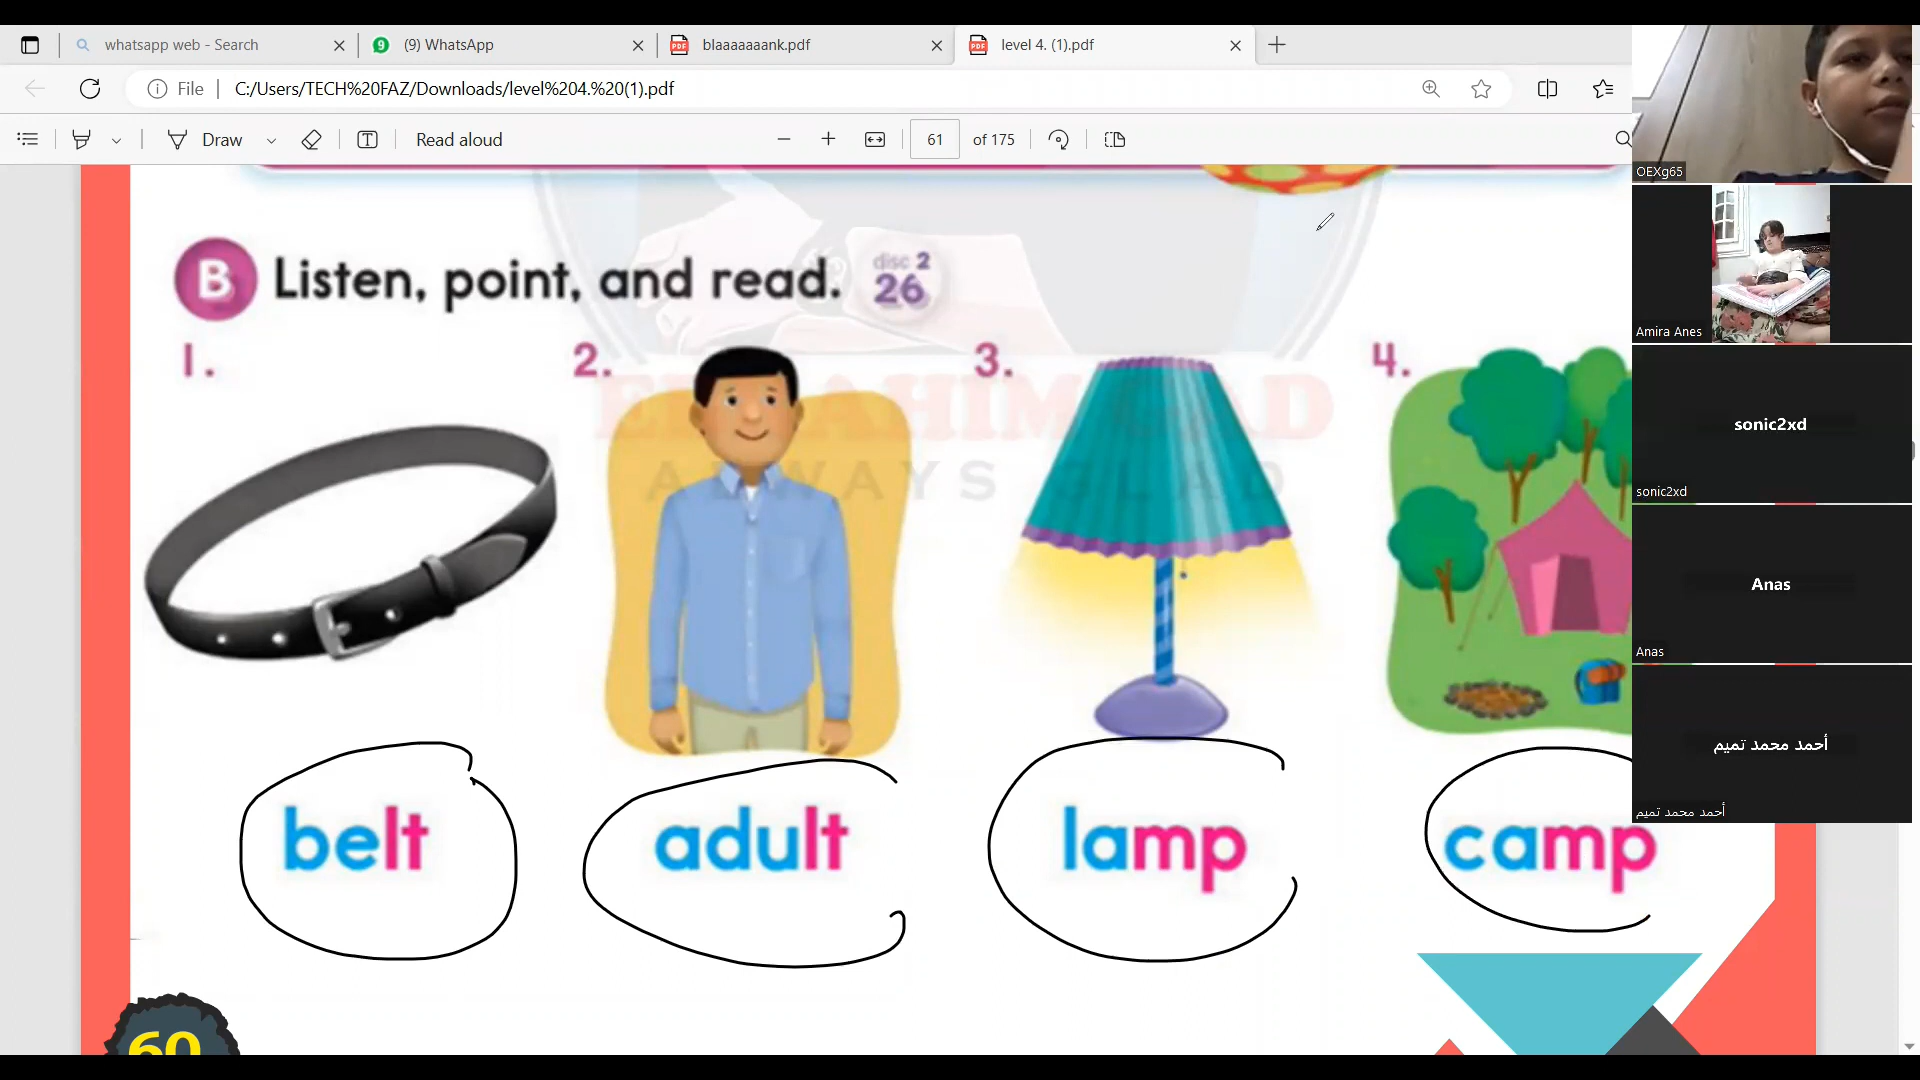 whatsapp web - Search
(9) WhatsApp
blaaaaaaank.pdf
level 4. (1).pdf
File
C:/Users/TECH%20FAZ/Downloads/level%204.%20(1).pdf
Draw
Read aloud
61 of 175
OEXg65
Amira Anes
sonic2xd
sonic2xd
Anas
Anas
أحمد محمد تميم
أحمد محمد تميم
B Listen, point, and read. disc 2 26
1. 2. 3. 4.
ALWAYS GLAD
belt adult lamp camp
60